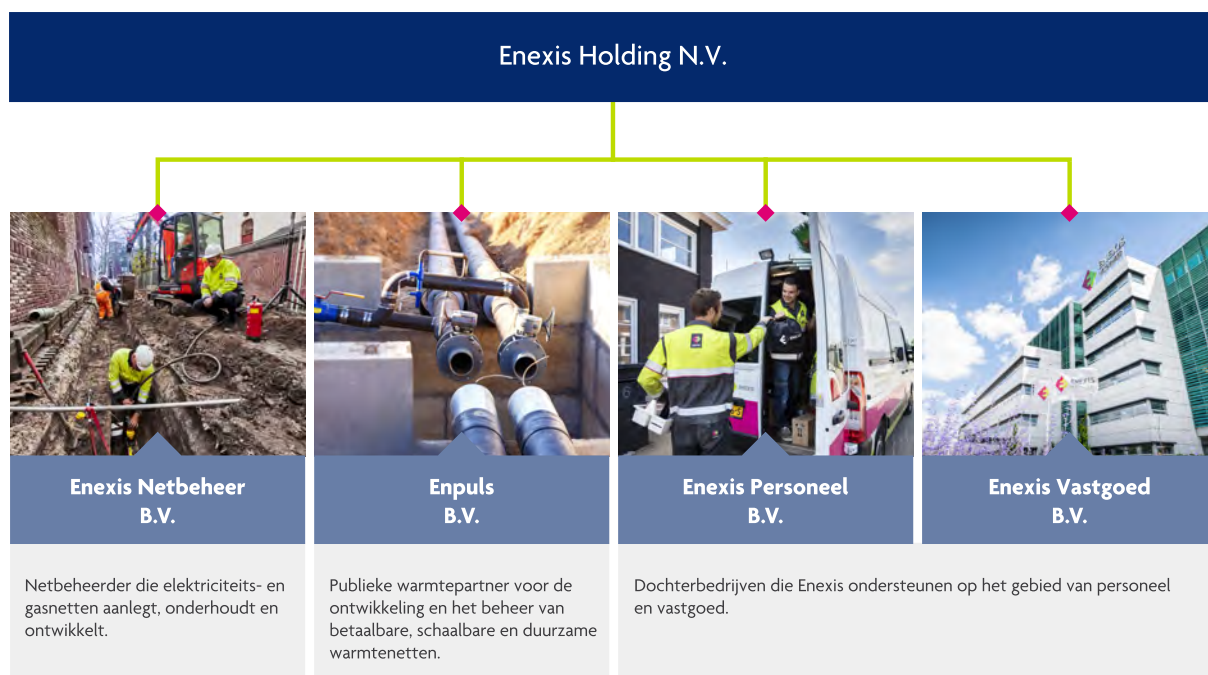 Enexis Holding N.V.
Enexis Netbeheer
B.V.
Enpuls
B.V.
Enexis Personeel
B.V.
Enexis Vastgoed
B.V.
Netbeheerder die elektriciteits- en
gasnetten aanlegt, onderhoudt en
ontwikkelt.
Publieke warmtepartner voor de
ontwikkeling en het beheer van
betaalbare, schaalbare en duurzame
warmtenetten.
Dochterbedrijven die Enexis ondersteunen op het gebied van personeel
en vastgoed.